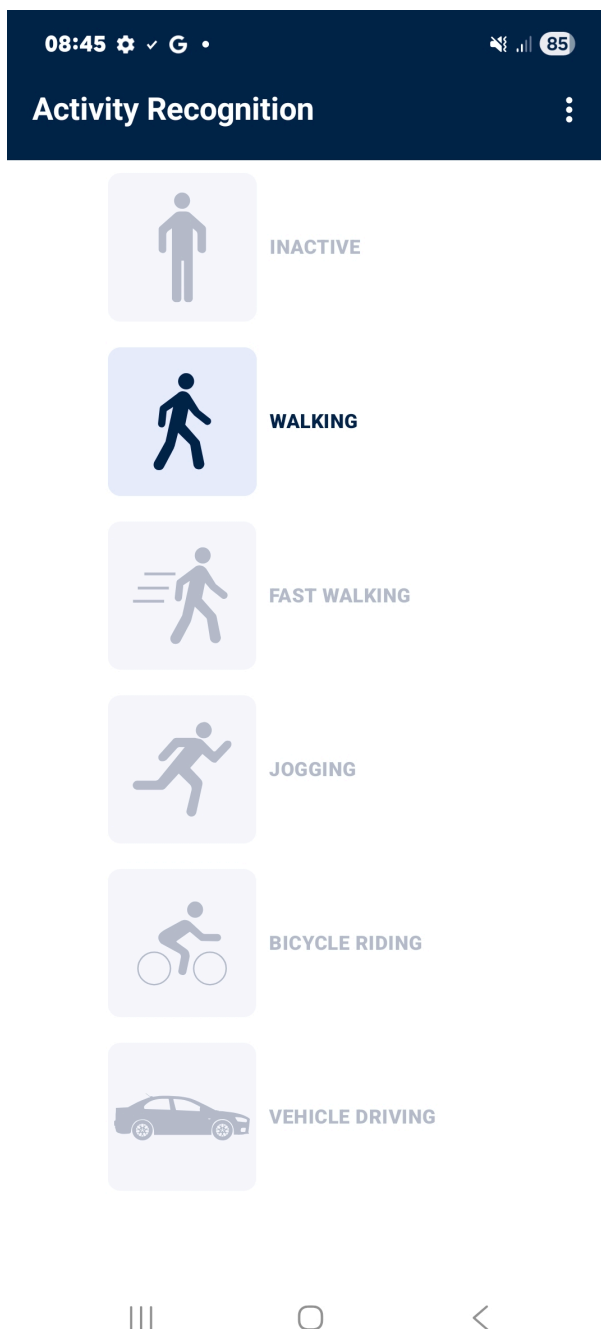 08:45 G 85
Activity Recognition
INACTIVE
WALKING
FAST WALKING
JOGGING
BICYCLE RIDING
VEHICLE DRIVING